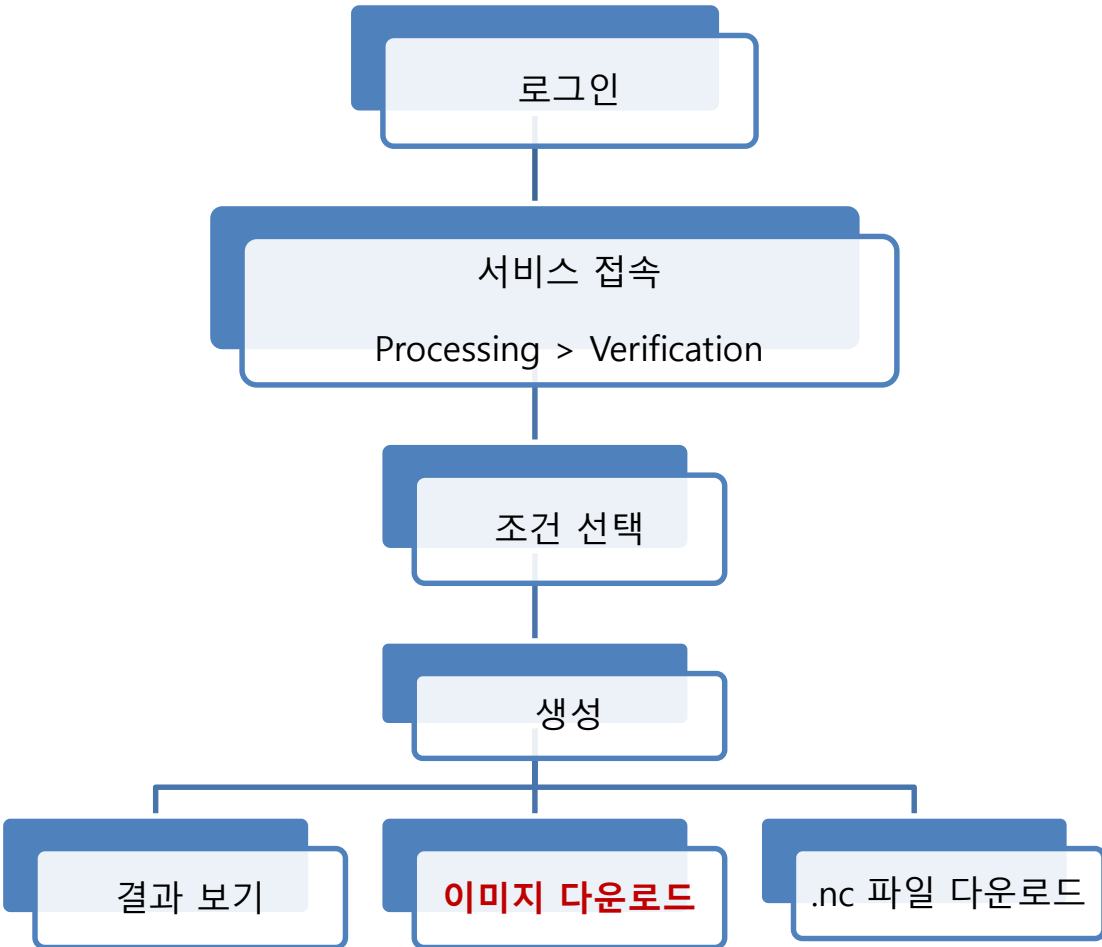 로그인
서비스 접속
Processing > Verification
조건 선택
생성
결과 보기
이미지 다운로드
.nc 파일 다운로드